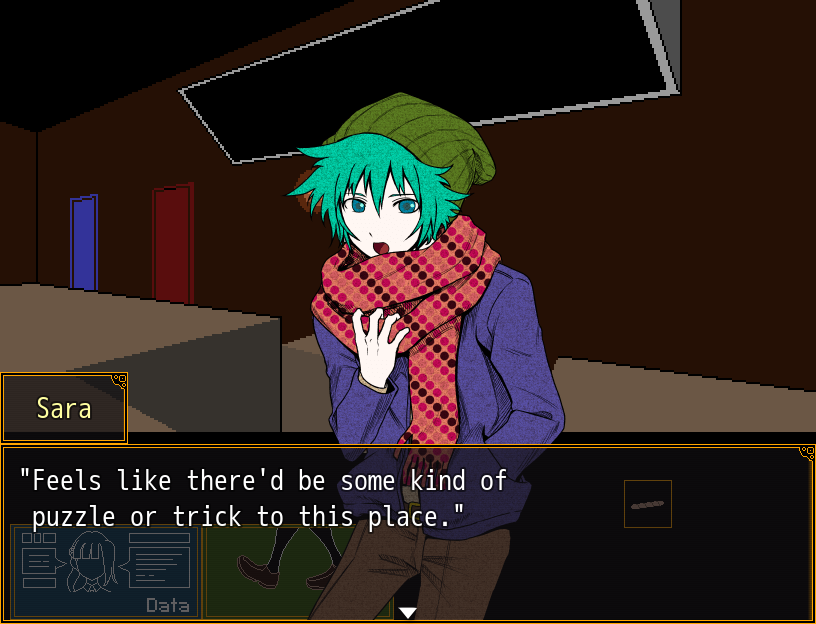 Sara
"Feels like there'd be some kind of
puzzle or trick to this place."
Data